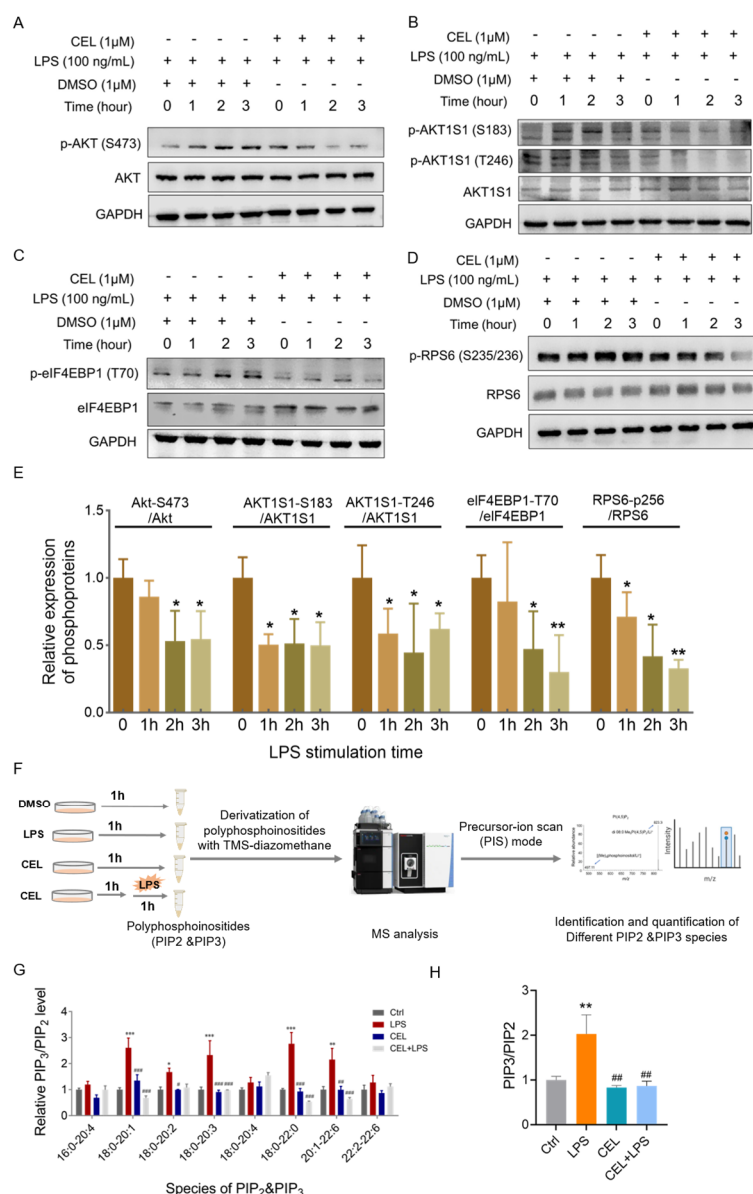 A
CEL (1μM) - - - - + + + +
LPS (100 ng/mL) + + + + + + + +
DMSO (1μM) + + + + - - - -
Time (hour) 0 1 2 3 0 1 2 3
p-AKT (S473)
AKT
GAPDH
B
CEL (1μM) - - - - + + + +
LPS (100 ng/mL) + + + + + + + +
DMSO (1μM) + + + + - - - -
Time (hour) 0 1 2 3 0 1 2 3
p-AKT1S1 (S183)
p-AKT1S1 (T246)
AKT1S1
GAPDH
C
CEL (1μM) - - - - + + + +
LPS (100 ng/mL) + + + + + + + +
DMSO (1μM) + + + + - - - -
Time (hour) 0 1 2 3 0 1 2 3
p-eIF4EBP1 (T70)
eIF4EBP1
GAPDH
D
CEL (1μM) - - - - + + + +
LPS (100 ng/mL) + + + + + + + +
DMSO (1μM) + + + + - - - -
Time (hour) 0 1 2 3 0 1 2 3
p-RPS6 (S235/236)
RPS6
GAPDH
E
Relative expression
of phosphoproteins
1.5
1.0
0.5
0.0
Akt-S473
/Akt
AKT1S1-S183
/AKT1S1
AKT1S1-T246
/AKT1S1
eIF4EBP1-T70
/eIF4EBP1
RPS6-p256
/RPS6
* *
* * *
* * *
* **
* * **
0 1h 2h 3h 0 1h 2h 3h 0 1h 2h 3h 0 1h 2h 3h 0 1h 2h 3h
LPS stimulation time
F
DMSO 1h
LPS 1h
CEL 1h
CEL 1h LPS 1h
Polyphosphoinositides
(PIP2 &PIP3)
Derivatization of
polyphosphoinositides
with TMS-diazomethane
MS analysis
Precursor-ion scan
(PIS) mode
Relative abundance
m/z
Intensity
m/z
Identification and quantification of
Different PIP2 &PIP3 species
G
Relative PIP3/PIP2 level
4
3
2
1
0
Ctrl
LPS
CEL
CEL+LPS
*** ### ###
* #
*** ### ###
*** ### ###
** ## ###
16:0-20:4
18:0-20:1
18:0-20:2
18:0-20:3
18:0-20:4
18:0-22:0
20:1-22:6
22:2-22:6
Species of PIP2&PIP3
H
PIP3/PIP2
3
2
1
0
**
## ##
Ctrl
LPS
CEL
CEL+LPS